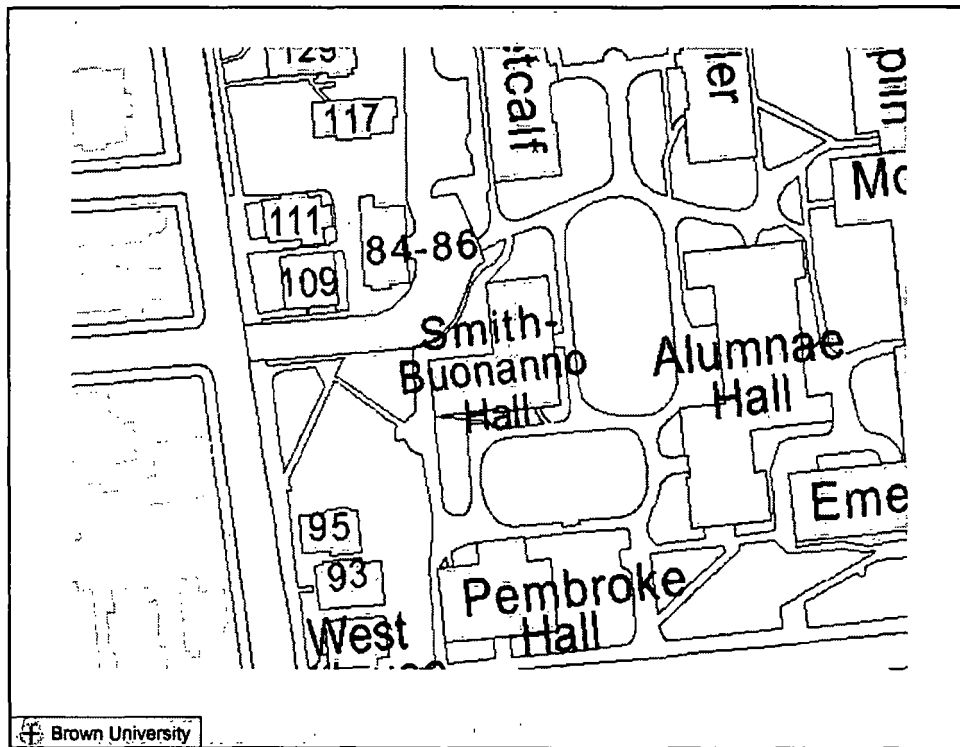 129
117
tcalf
ler
Mc
111
84-86
109
Smith-
Buonanno
Hall
Alumnae
Hall
95
93
Eme
Pembroke
Hall
West
Brown University